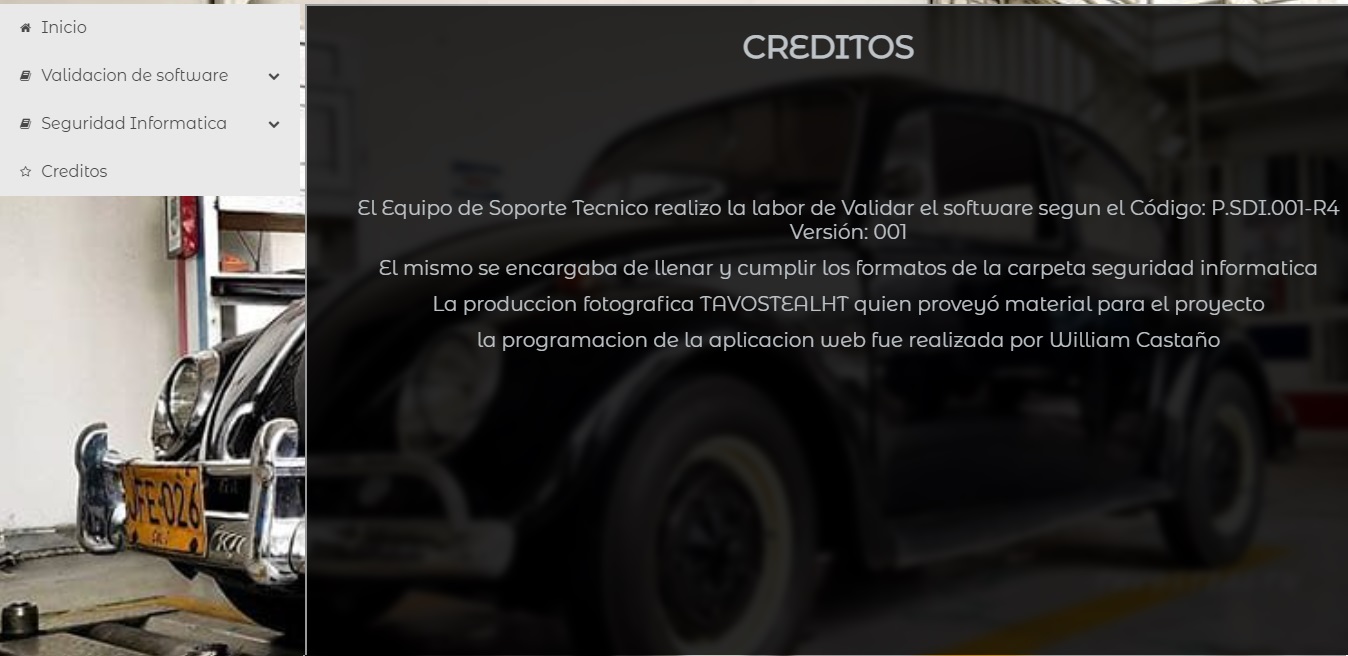 Inicio
Validacion de software
Seguridad Informatica
Creditos
CREDITOS
El Equipo de Soporte Tecnico realizo la labor de Validar el software segun el Código: P.SDI.001-R4
Versión: 001
El mismo se encargaba de llenar y cumplir los formatos de la carpeta seguridad informatica
La produccion fotografica TAVOSTEALHT quien proveyó material para el proyecto
la programacion de la aplicacion web fue realizada por William Castaño
JFE-026
CALI